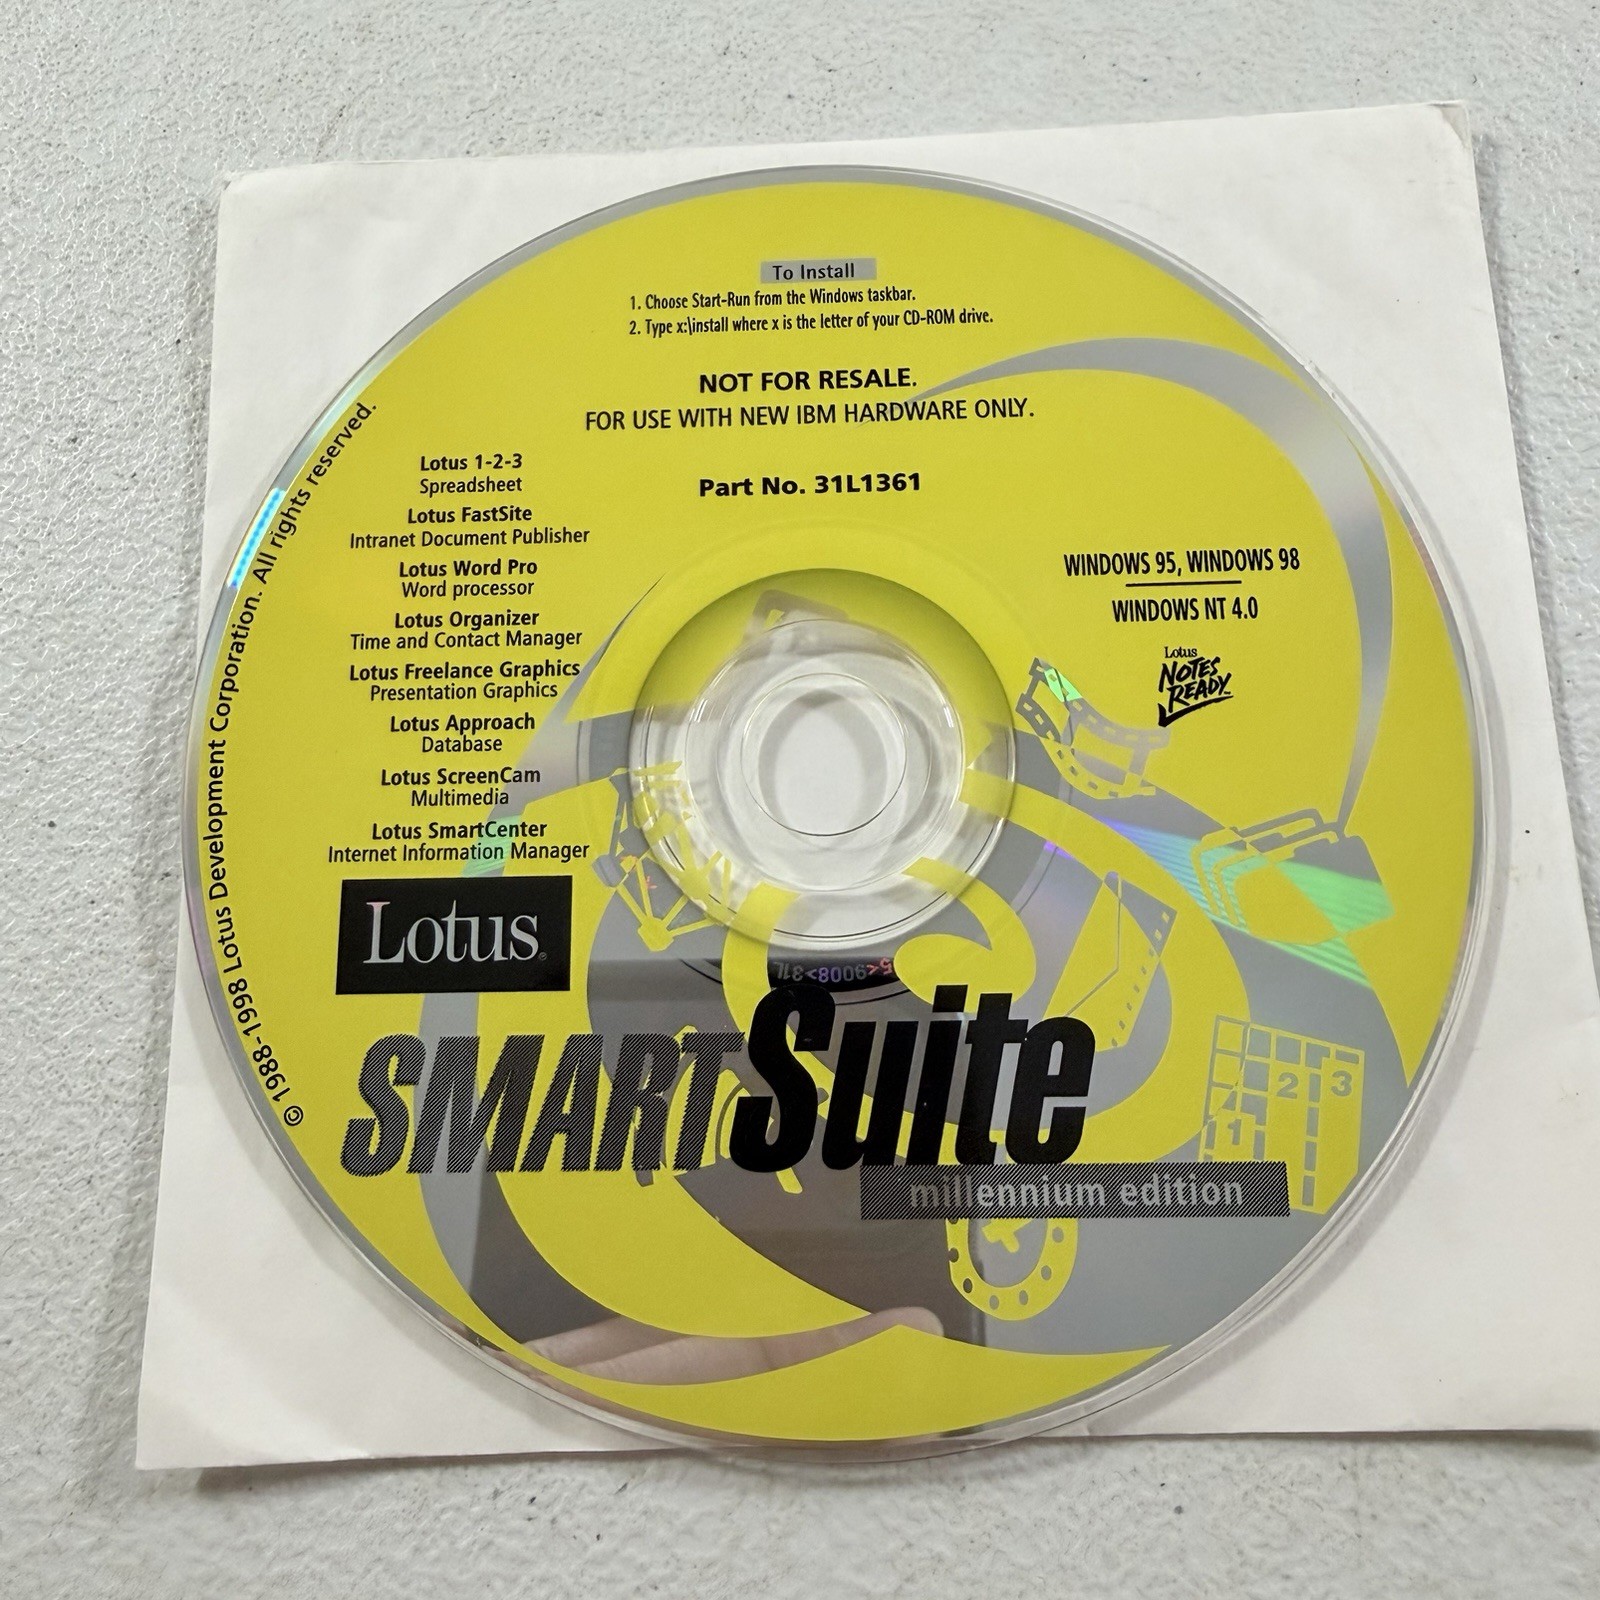 To Install
1. Choose Start-Run from the Windows taskbar.
2. Type x:\install where x is the letter of your CD-ROM drive.
NOT FOR RESALE.
FOR USE WITH NEW IBM HARDWARE ONLY.
Part No. 31L1361
Lotus 1-2-3
Spreadsheet
Lotus FastSite
Intranet Document Publisher
Lotus Word Pro
Word processor
Lotus Organizer
Time and Contact Manager
Lotus Freelance Graphics
Presentation Graphics
Lotus Approach
Database
Lotus ScreenCam
Multimedia
Lotus SmartCenter
Internet Information Manager
WINDOWS 95, WINDOWS 98
WINDOWS NT 4.0
Lotus
NOTES
READY™
© 1988-1998 Lotus Development Corporation. All rights reserved.
Lotus®
SMARTSuite
millennium edition
1 2 3